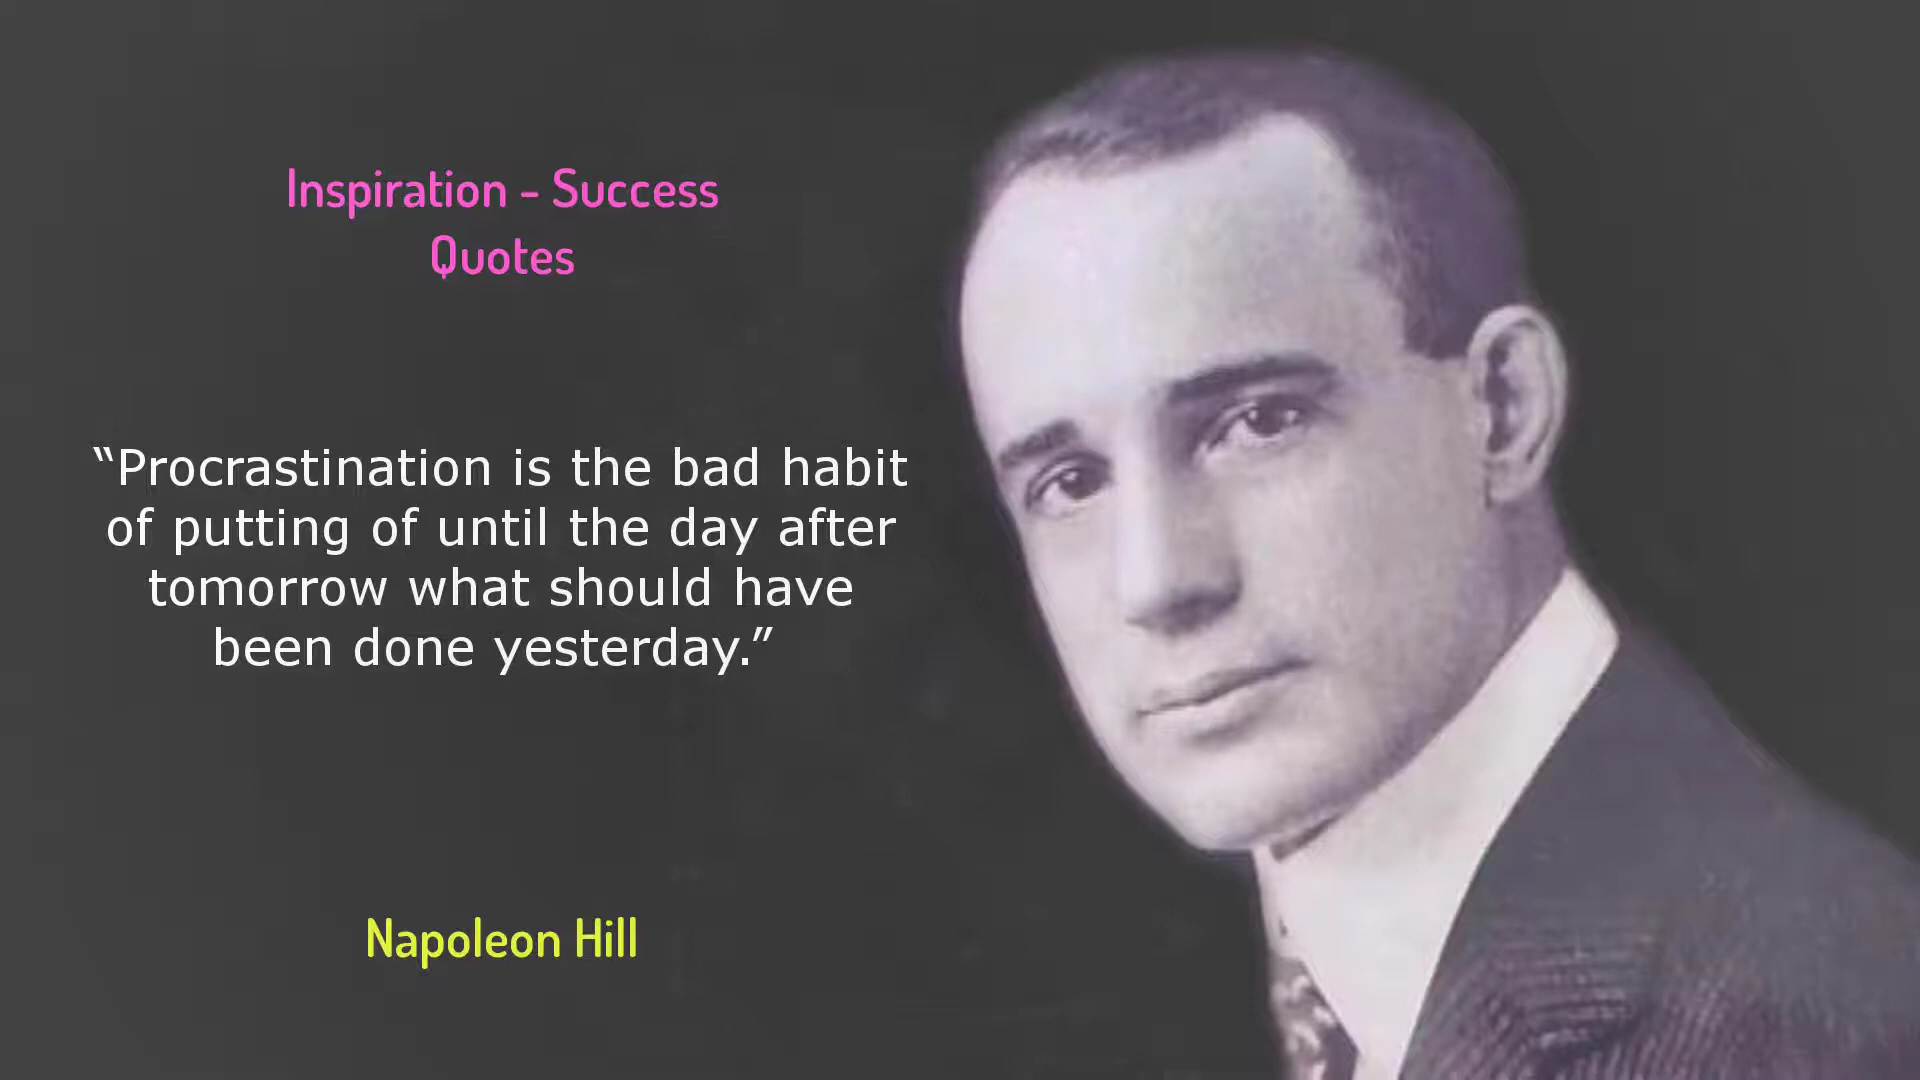 Inspiration - Success
Quotes
“Procrastination is the bad habit
of putting of until the day after
tomorrow what should have
been done yesterday.”
Napoleon Hill